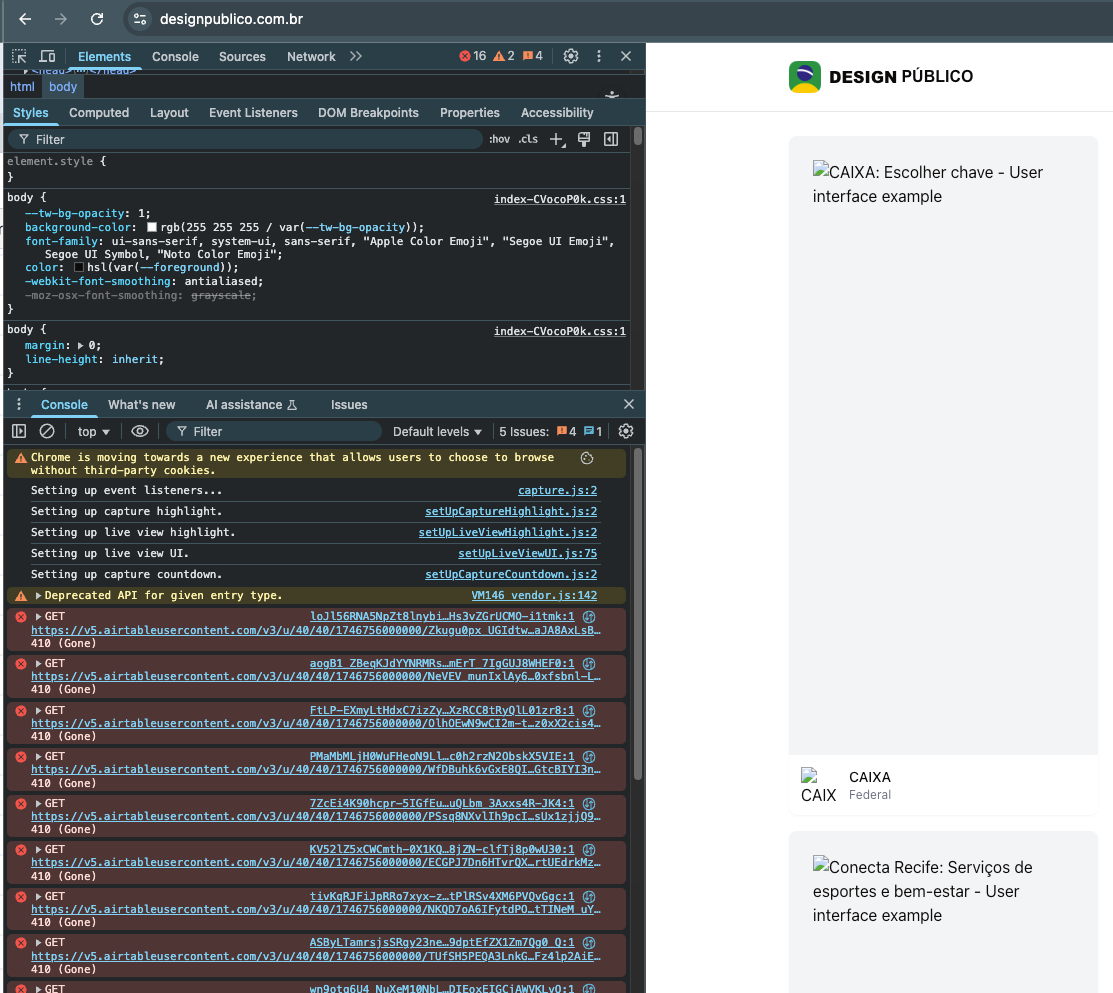 designpublico.com.br
Elements Console Sources Network 16 2 4
html body
Styles Computed Layout Event Listeners DOM Breakpoints Properties Accessibility
Filter :hov .cls
element.style {
}
body { index-CVocoP0k.css:1
--tw-bg-opacity: 1;
background-color: rgb(255 255 255 / var(--tw-bg-opacity));
font-family: ui-sans-serif, system-ui, sans-serif, "Apple Color Emoji", "Segoe UI Emoji",
Segoe UI Symbol, "Noto Color Emoji";
color: hsl(var(--foreground));
-webkit-font-smoothing: antialiased;
-moz-osx-font-smoothing: grayscale;
}
body { index-CVocoP0k.css:1
margin: 0;
line-height: inherit;
}
Console What's new AI assistance Issues
top Filter Default levels 5 Issues: 4 1
Chrome is moving towards a new experience that allows users to choose to browse
without third-party cookies.
Setting up event listeners... capture.js:2
Setting up capture highlight. setUpCaptureHighlight.js:2
Setting up live view highlight. setUpLiveViewHighlight.js:2
Setting up live view UI. setUpLiveViewUI.js:75
Setting up capture countdown. setUpCaptureCountdown.js:2
Deprecated API for given entry type. VM146 vendor.js:142
GET loJl56RNA5NpZt8lnybi…Hs3vZGrUCMO-i1tmk:1
https://v5.airtableusercontent.com/v3/u/40/40/1746756000000/Zkugu0px_UGIdtw…aJA8AxLsB…
410 (Gone)
GET aogB1_ZBeqKJdYYNRMRs…mErT_7IgGUJ8WHEF0:1
https://v5.airtableusercontent.com/v3/u/40/40/1746756000000/NeVEV_munIxlAy6…0xfsbnl-L…
410 (Gone)
GET FtLP-EXmyLtHdxC7izZy…XzRCC8tRyQlL01zr8:1
https://v5.airtableusercontent.com/v3/u/40/40/1746756000000/OlhOEwN9wCI2m-t…z0xX2cis4…
410 (Gone)
GET PMaMbMLjH0WuFHeoN9Ll…c0h2rzN2ObskX5VIE:1
https://v5.airtableusercontent.com/v3/u/40/40/1746756000000/WfDBuhk6vGxE8QI…GtcBIYI3n…
410 (Gone)
GET 7ZcEi4K90hcpr-5IGfEu…uQLbm_3Axxs4R-JK4:1
https://v5.airtableusercontent.com/v3/u/40/40/1746756000000/PSsq8NXvlIh9pcI…sUx1zjjQ9…
410 (Gone)
GET KV52lZ5xCWCmth-0X1KQ…8jZN-clfTj8p0wU30:1
https://v5.airtableusercontent.com/v3/u/40/40/1746756000000/ECGPJ7Dn6HTvrQX…rtUEdrkMz…
410 (Gone)
GET tivKqRJFiJpRRo7xyx-z…tPlRSv4XM6PVQvGgc:1
https://v5.airtableusercontent.com/v3/u/40/40/1746756000000/NKQD7oA6IFytdPO…tTINeM_uY…
410 (Gone)
GET ASByLTamrsjsSRgy23ne…9dptEfZX1Zm7Qg0_Q:1
https://v5.airtableusercontent.com/v3/u/40/40/1746756000000/TUfSH5PEQA3LnkG…Fz4lp2AiE…
410 (Gone)
GET
DESIGN PÚBLICO
CAIXA: Escolher chave - User
interface example
CAIX
CAIXA
Federal
Conecta Recife: Serviços de
esportes e bem-estar - User
interface example